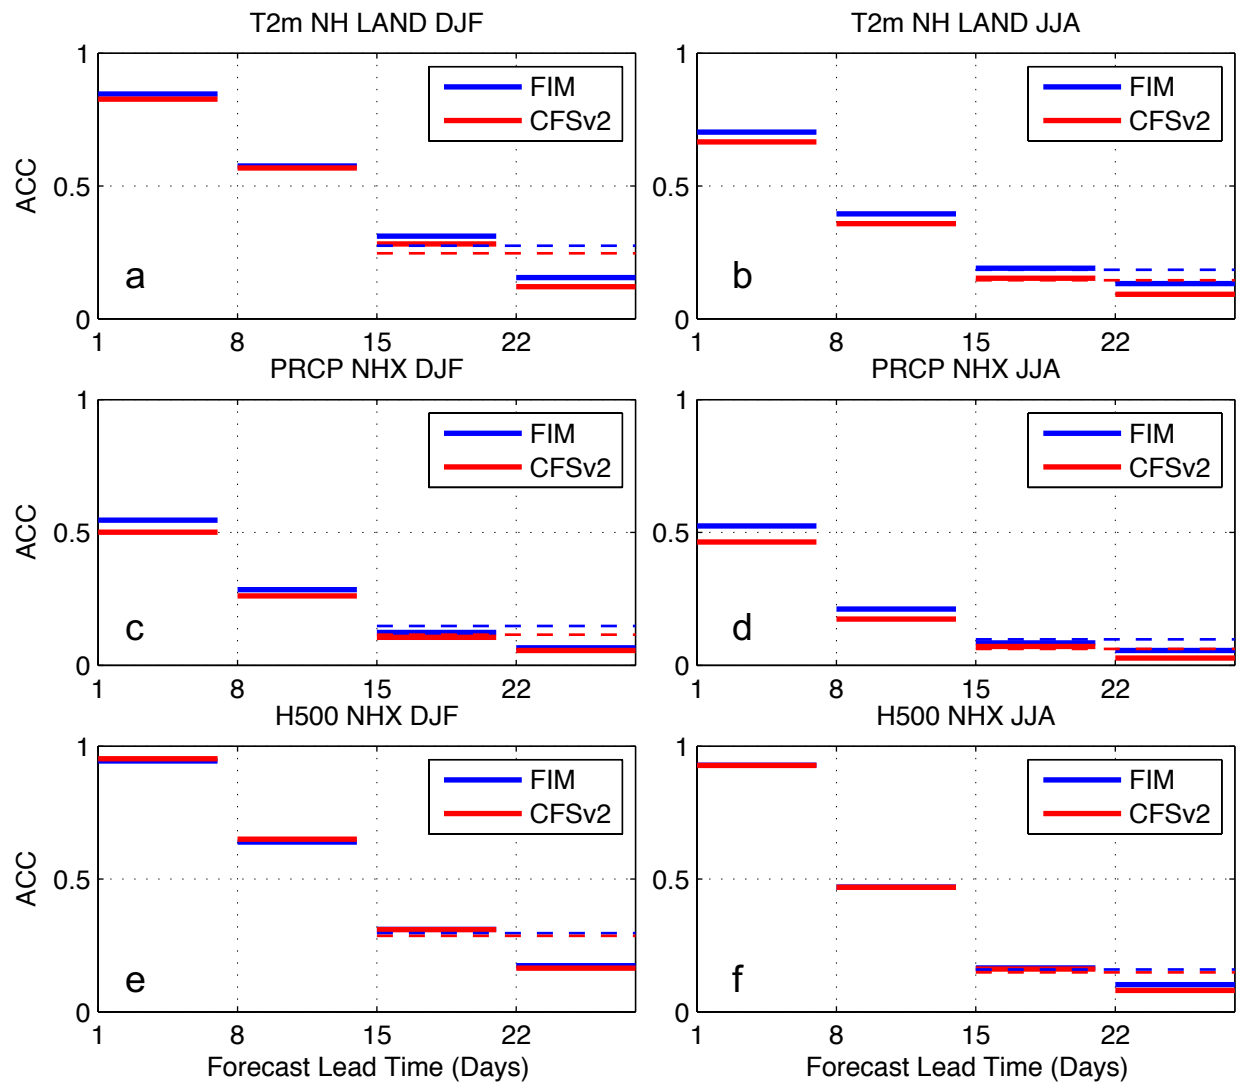 T2m NH LAND DJF
T2m NH LAND JJA
1
0.5
0
ACC
FIM
CFSv2
a
1 8 15 22
1
0.5
0
FIM
CFSv2
b
1 8 15 22
PRCP NHX DJF
PRCP NHX JJA
1
0.5
0
ACC
FIM
CFSv2
c
1 8 15 22
1
0.5
0
FIM
CFSv2
d
1 8 15 22
H500 NHX DJF
H500 NHX JJA
1
0.5
0
ACC
FIM
CFSv2
e
1 8 15 22
Forecast Lead Time (Days)
1
0.5
0
FIM
CFSv2
f
1 8 15 22
Forecast Lead Time (Days)